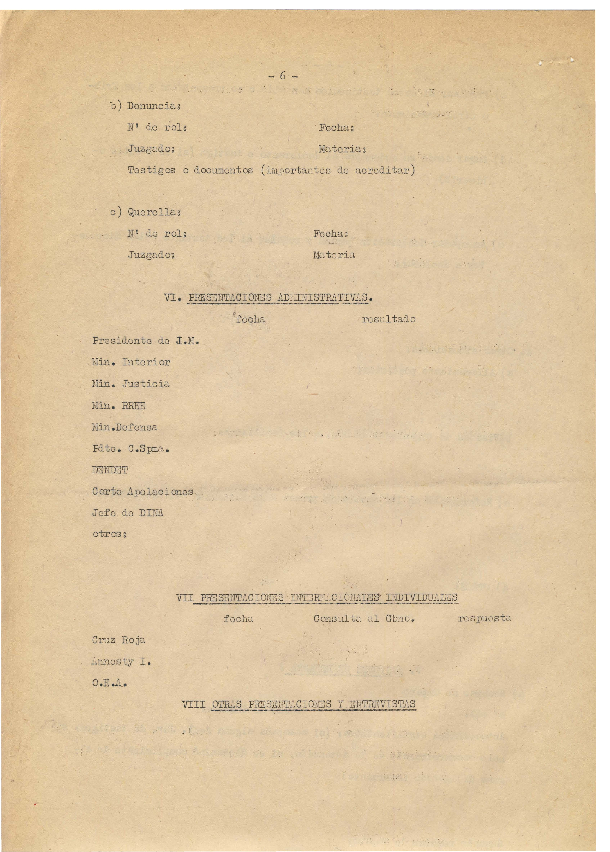 - 6 -
b) Denuncia:
Nº de rol: Fecha:
Juzgado: Materia:
Testigos o documentos (Importantes de acreditar)
c) Querella:
Nº de rol: Fecha:
Juzgado: Materia
VI. PRESENTACIONES ADMINISTRATIVAS.
fecha resultado
Presidente de J.M.
Min. Interior
Min. Justicia
Min. RREE
Min.Defensa
Pdte. C.Spma.
DENDET
Corte Apelaciones
Jefe de DINA
otros:
VII PRESENTACIONES INTERNACIONALES INDIVIDUALES
fecha Consulta al Gbno. respuesta
Cruz Roja
Amnesty I.
O.E.A.
VIII OTRAS PRESENTACIONES Y ENTREVISTAS